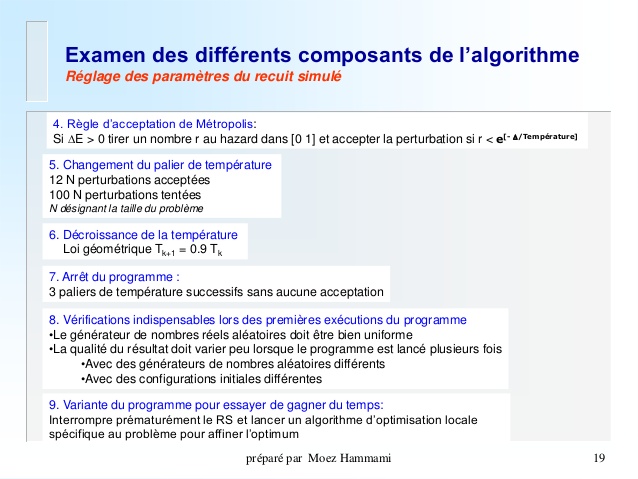 Examen des différents composants de l’algorithme
Réglage des paramètres du recuit simulé
4. Règle d’acceptation de Métropolis:
Si ∆E > 0 tirer un nombre r au hasard dans [0 1] et accepter la perturbation si r < e[- ▲/Température]
5. Changement du palier de température
12 N perturbations acceptées
100 N perturbations tentées
N désignant la taille du problème
6. Décroissance de la température
Loi géométrique Tk+1 = 0.9 Tk
7. Arrêt du programme :
3 paliers de température successifs sans aucune acceptation
8. Vérifications indispensables lors des premières exécutions du programme
•Le générateur de nombres réels aléatoires doit être bien uniforme
•La qualité du résultat doit varier peu lorsque le programme est lancé plusieurs fois
•Avec des générateurs de nombres aléatoires différents
•Avec des configurations initiales différentes
9. Variante du programme pour essayer de gagner du temps:
Interrompre prématurément le RS et lancer un algorithme d’optimisation locale
spécifique au problème pour affiner l’optimum
préparé par Moez Hammami
19